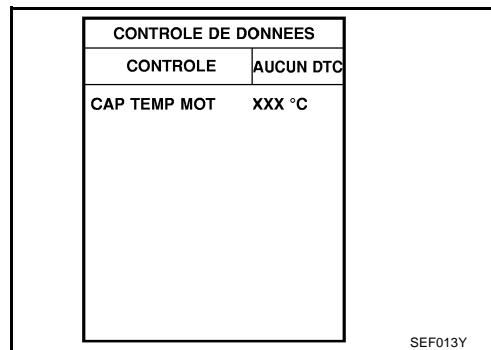 CONTROLE DE DONNEES
CONTROLE AUCUN DTC
CAP TEMP MOT XXX °C
SEF013Y